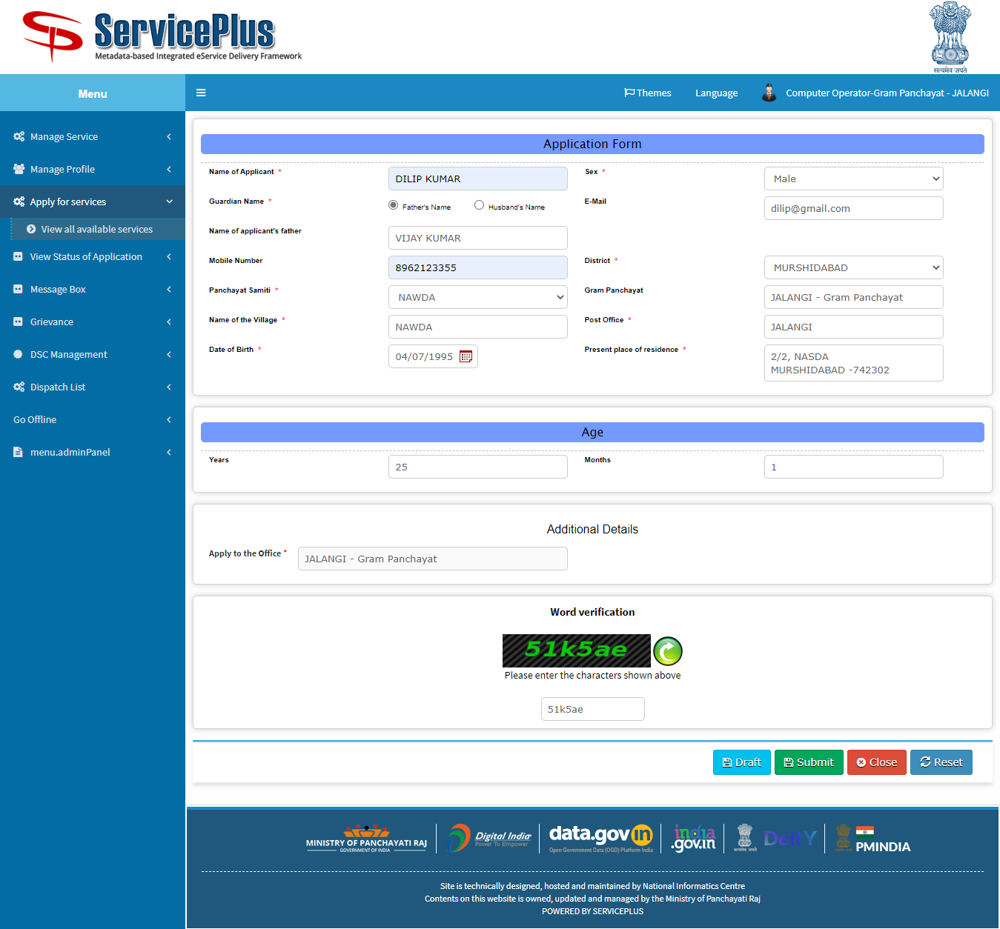 ServicePlus
Metadata-based Integrated eService Delivery Framework
सत्यमेव जयते
Menu
Themes
Language
Computer Operator-Gram Panchayat - JALANGI
Manage Service
Manage Profile
Apply for services
View all available services
View Status of Application
Message Box
Grievance
DSC Management
Dispatch List
Go Offline
menu.adminPanel
Application Form
Name of Applicant * DILIP KUMAR Sex * Male
Guardian Name * Father's Name Husband's Name E-Mail dilip@gmail.com
Name of applicant's father VIJAY KUMAR
Mobile Number 8962123355 District * MURSHIDABAD
Panchayat Samiti * NAWDA Gram Panchayat JALANGI - Gram Panchayat
Name of the Village * NAWDA Post Office * JALANGI
Date of Birth * 04/07/1995 Present place of residence * 2/2, NASDA
MURSHIDABAD -742302
Age
Years 25 Months 1
Additional Details
Apply to the Office * JALANGI - Gram Panchayat
Word verification
51k5ae
Please enter the characters shown above
51k5ae
Draft Submit Close Reset
MINISTRY OF PANCHAYATI RAJ
GOVERNMENT OF INDIA
Digital India
Power To Empower
data.gov in
Open Government Data (OGD) Platform India
india
.gov.in
सत्यमेव जयते
DeitY
PMINDIA
Site is technically designed, hosted and maintained by National Informatics Centre
Contents on this website is owned, updated and managed by the Ministry of Panchayati Raj
POWERED BY SERVICEPLUS